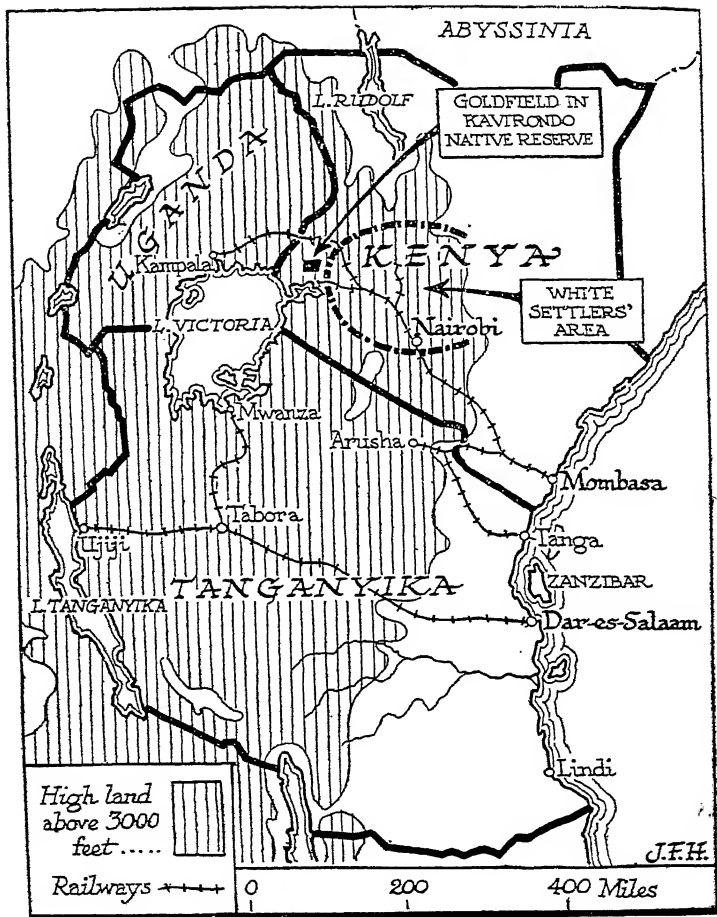 ABYSSINIA
L.RUDOLF
GOLDFIELD IN
KAVIRONDO
NATIVE RESERVE
UGANDA
Kampala
KENYA
WHITE
SETTLERS'
AREA
L.VICTORIA
Nairobi
Mwanza
Arusha
Mombasa
Tabora
Ujiji
Tanga
TANGANYIKA
ZANZIBAR
L.TANGANYIKA
Dar-es-Salaam
Lindi
High land
above 3000
feet.....
J.F.H.
Railways
0 200 400 Miles